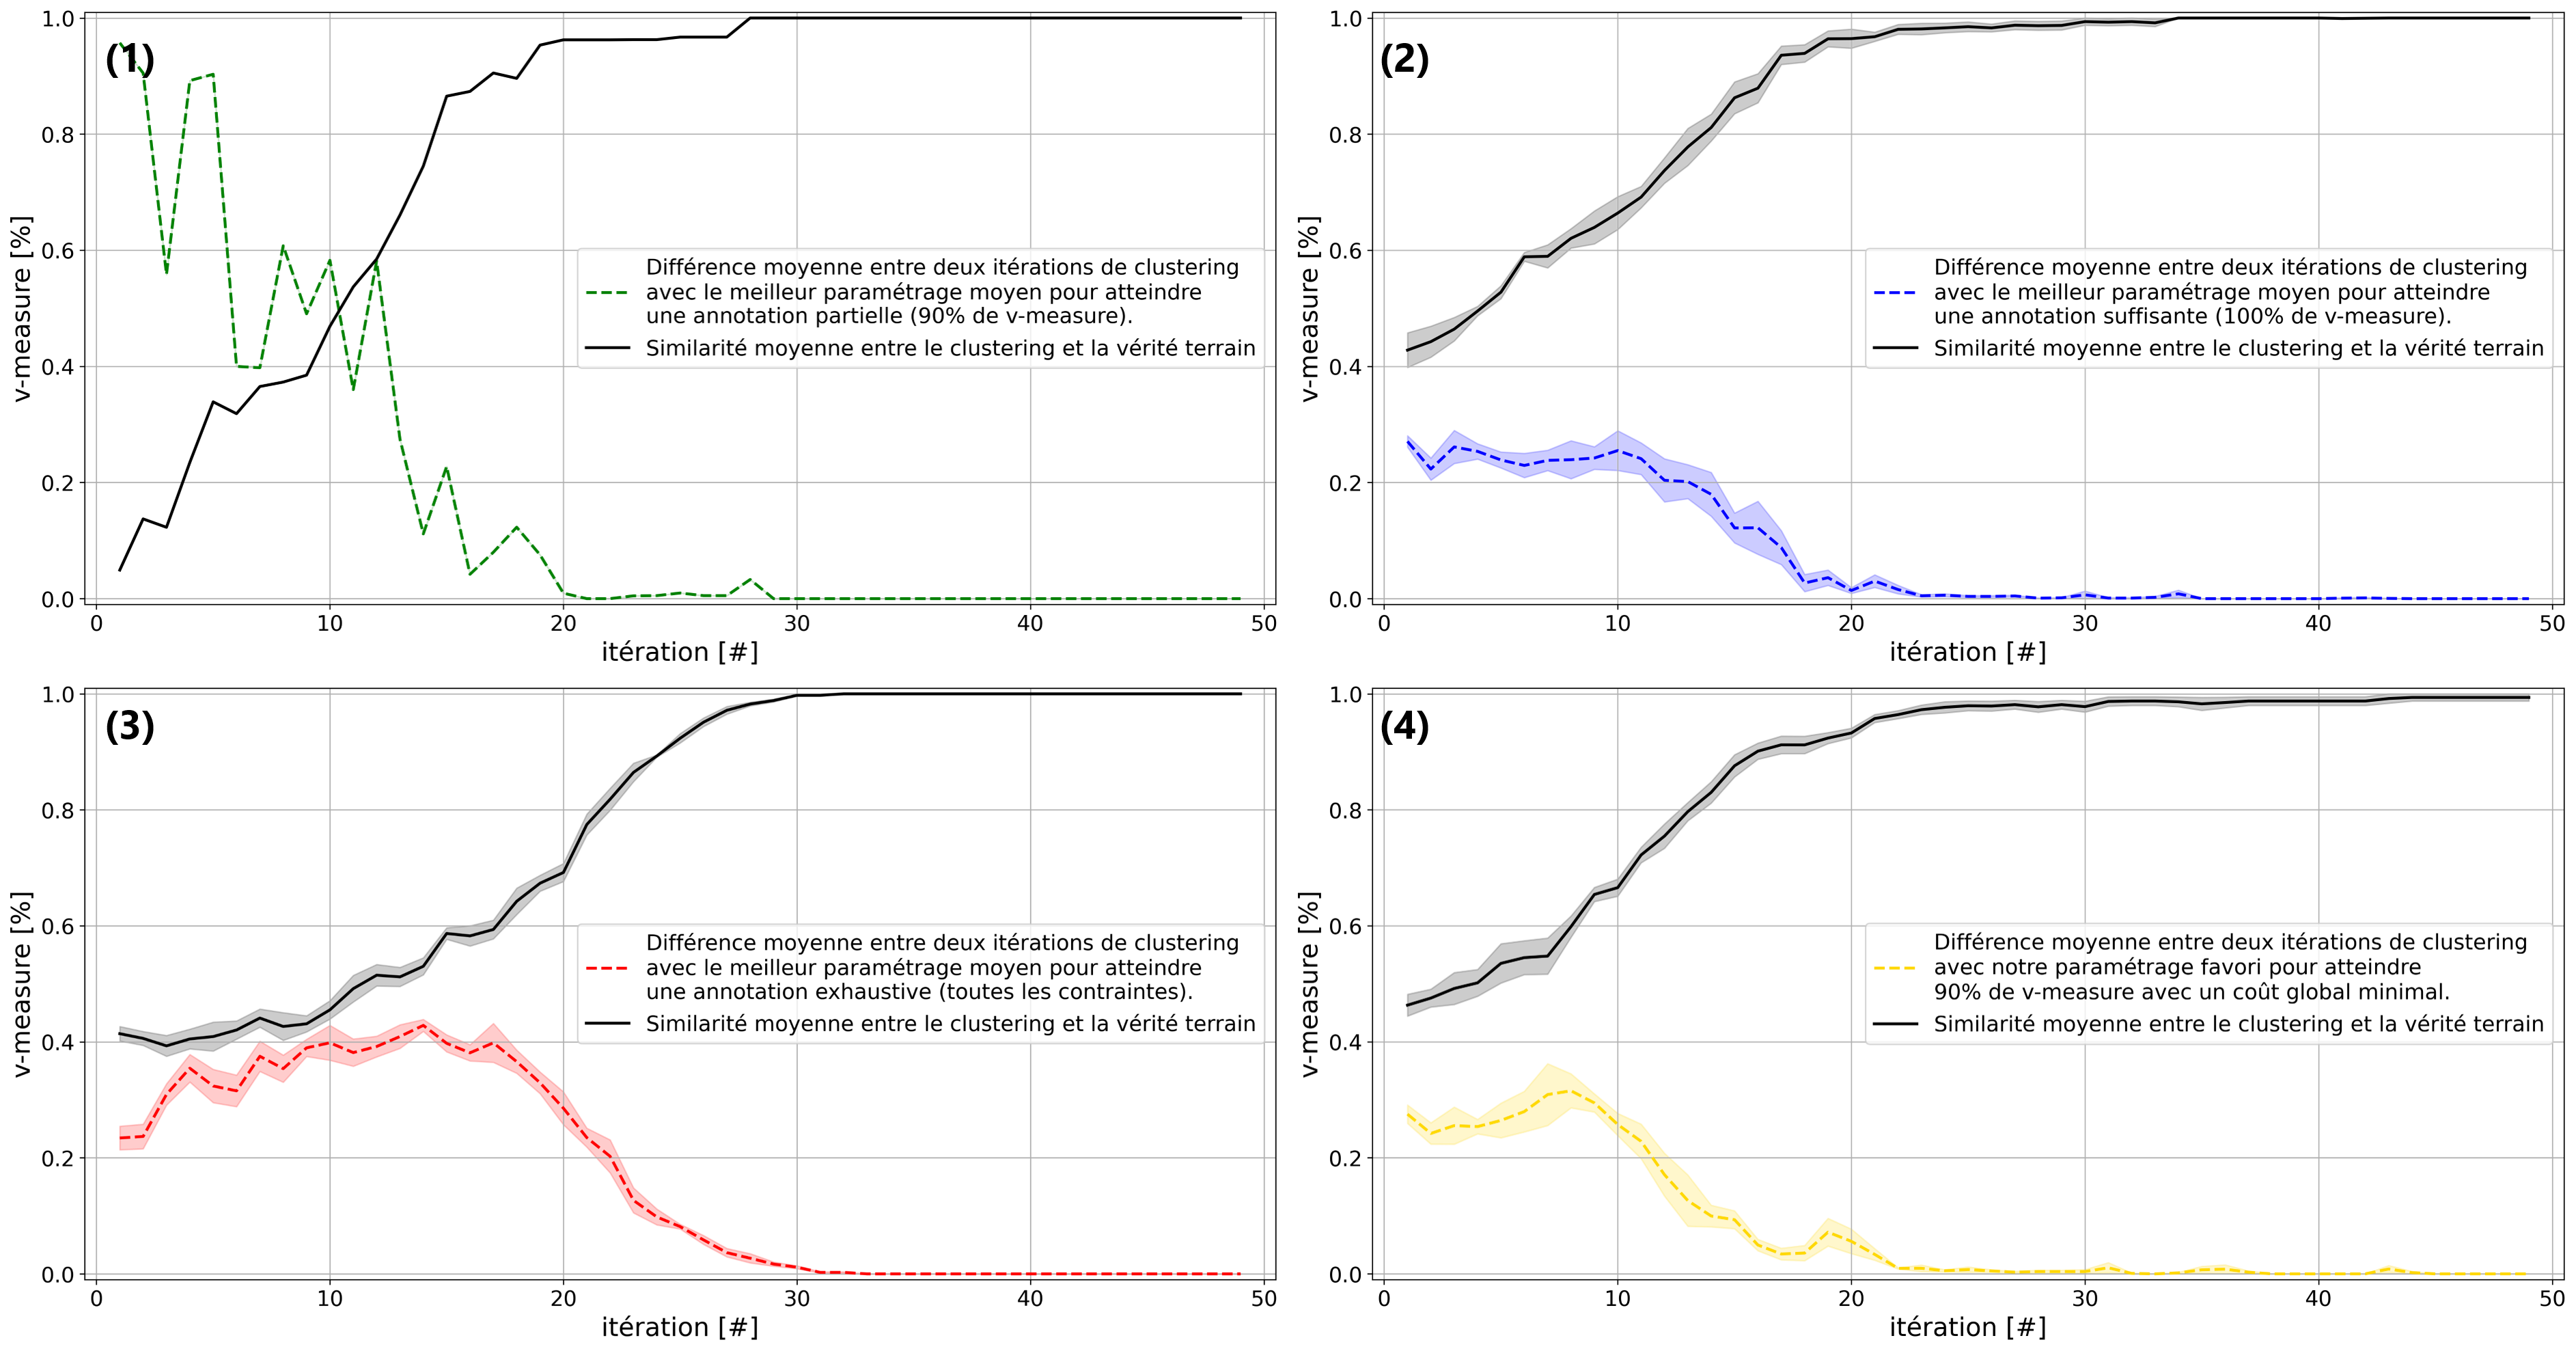 (1)
v-measure [%]
1.0
0.8
0.6
0.4
0.2
0.0
Différence moyenne entre deux itérations de clustering
avec le meilleur paramétrage moyen pour atteindre
une annotation partielle (90% de v-measure).
Similarité moyenne entre le clustering et la vérité terrain
0 10 20 30 40 50
itération [#]
(2)
v-measure [%]
1.0
0.8
0.6
0.4
0.2
0.0
Différence moyenne entre deux itérations de clustering
avec le meilleur paramétrage moyen pour atteindre
une annotation suffisante (100% de v-measure).
Similarité moyenne entre le clustering et la vérité terrain
0 10 20 30 40 50
itération [#]
(3)
v-measure [%]
1.0
0.8
0.6
0.4
0.2
0.0
Différence moyenne entre deux itérations de clustering
avec le meilleur paramétrage moyen pour atteindre
une annotation exhaustive (toutes les contraintes).
Similarité moyenne entre le clustering et la vérité terrain
0 10 20 30 40 50
itération [#]
(4)
v-measure [%]
1.0
0.8
0.6
0.4
0.2
0.0
Différence moyenne entre deux itérations de clustering
avec notre paramétrage favori pour atteindre
90% de v-measure avec un coût global minimal.
Similarité moyenne entre le clustering et la vérité terrain
0 10 20 30 40 50
itération [#]